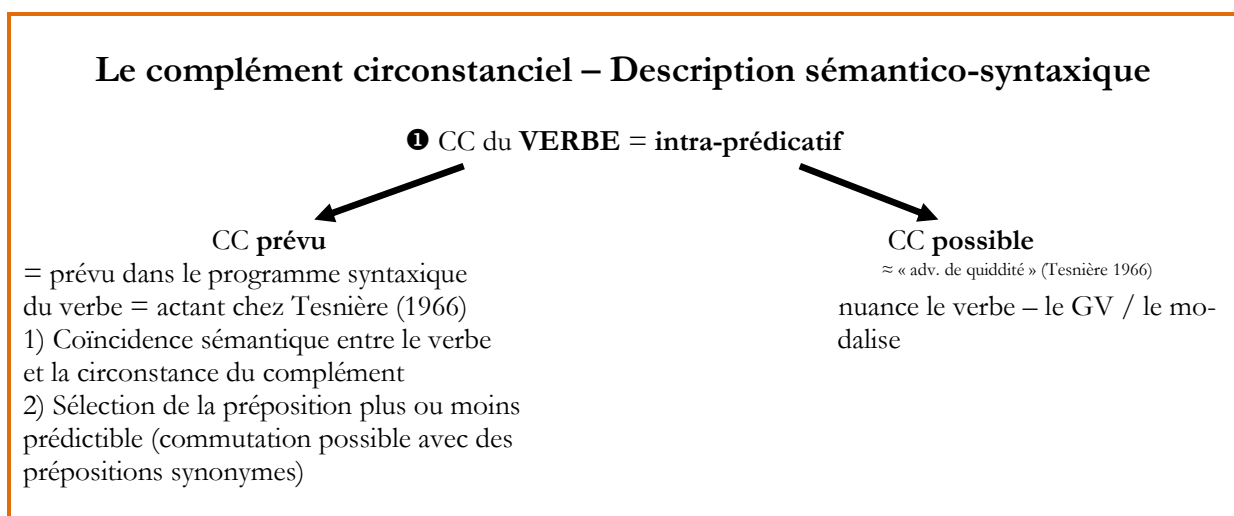 Le complément circonstanciel – Description sémantico-syntaxique
❶ CC du VERBE = intra-prédicatif
CC prévu
= prévu dans le programme syntaxique
du verbe = actant chez Tesnière (1966)
1) Coïncidence sémantique entre le verbe
et la circonstance du complément
2) Sélection de la préposition plus ou moins
prédictible (commutation possible avec des
prépositions synonymes)
CC possible
≈ « adv. de quiddité » (Tesnière 1966)
nuance le verbe – le GV / le mo-
dalise